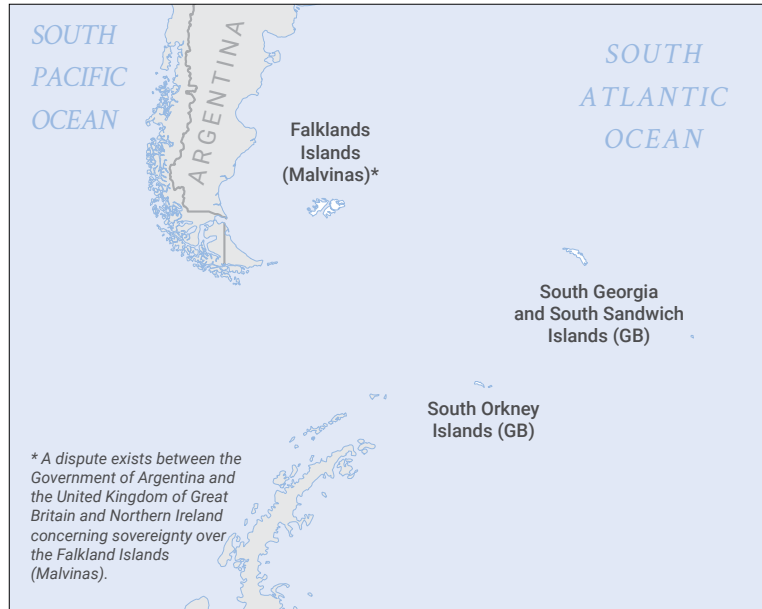 SOUTH
PACIFIC
OCEAN
ARGENTINA
SOUTH
ATLANTIC
OCEAN
Falklands
Islands
(Malvinas)*
South Georgia
and South Sandwich
Islands (GB)
South Orkney
Islands (GB)
* A dispute exists between the
Government of Argentina and
the United Kingdom of Great
Britain and Northern Ireland
concerning sovereignty over
the Falkland Islands
(Malvinas).